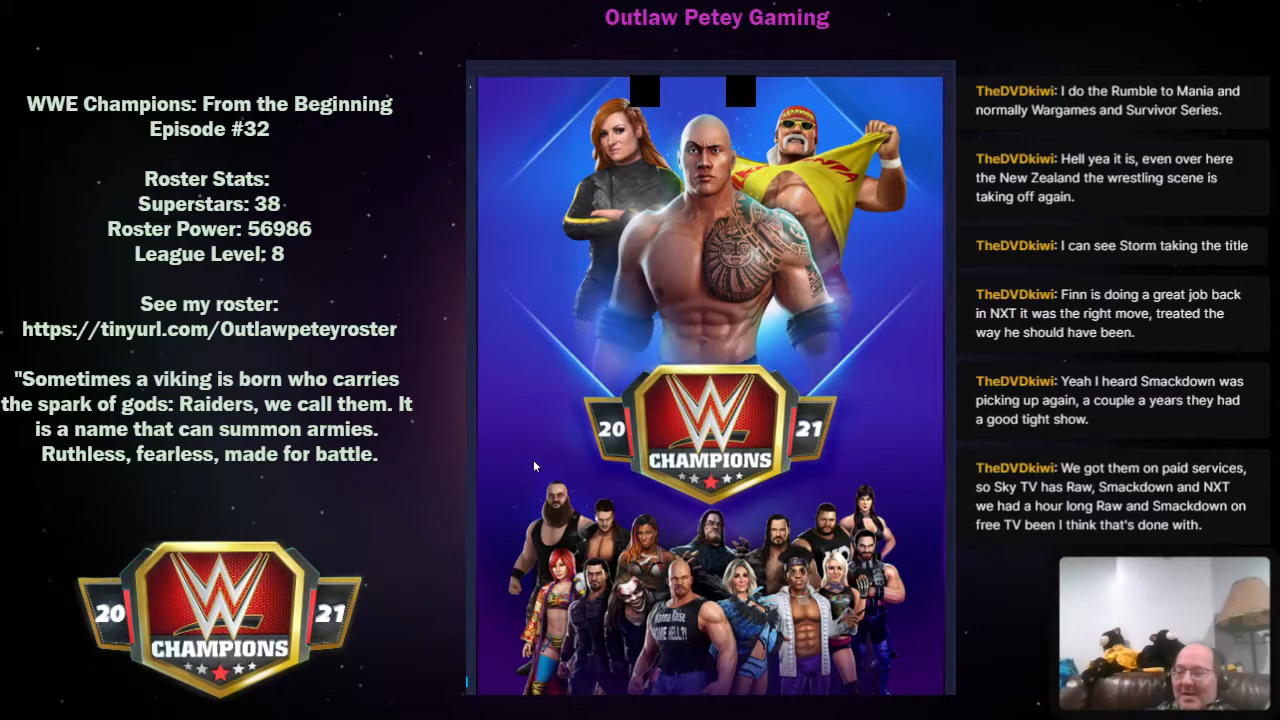 Outlaw Petey Gaming
WWE Champions: From the Beginning
Episode #32
Roster Stats:
Superstars: 38
Roster Power: 56986
League Level: 8
See my roster:
https://tinyurl.com/Outlawpeteyroster
"Sometimes a viking is born who carries
the spark of gods: Raiders, we call them. It
is a name that can summon armies.
Ruthless, fearless, made for battle.
20 21
CHAMPIONS
20 21
CHAMPIONS
TheDVDkiwi: I do the Rumble to Mania and
normally Wargames and Survivor Series.
TheDVDkiwi: Hell yea it is, even over here
the New Zealand the wrestling scene is
taking off again.
TheDVDkiwi: I can see Storm taking the title
TheDVDkiwi: Finn is doing a great job back
in NXT it was the right move, treated the
way he should have been.
TheDVDkiwi: Yeah I heard Smackdown was
picking up again, a couple a years they had
a good tight show.
TheDVDkiwi: We got them on paid services,
so Sky TV has Raw, Smackdown and NXT
we had a hour long Raw and Smackdown on
free TV been I think that's done with.